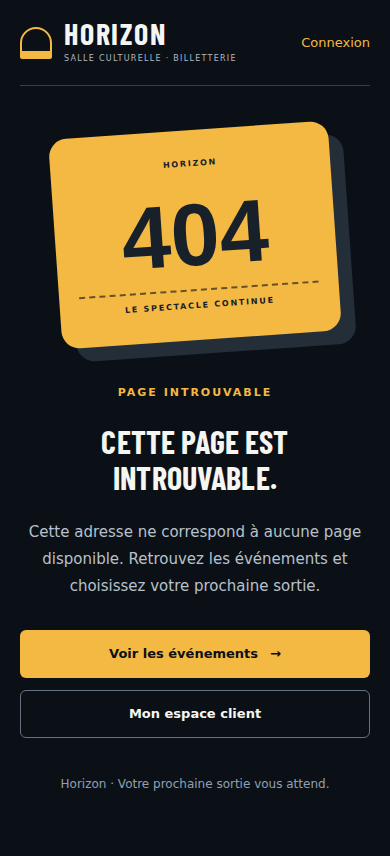 HORIZON
SALLE CULTURELLE · BILLETTERIE
Connexion
HORIZON
404
LE SPECTACLE CONTINUE
PAGE INTROUVABLE
CETTE PAGE EST
INTROUVABLE.
Cette adresse ne correspond à aucune page
disponible. Retrouvez les événements et
choisissez votre prochaine sortie.
Voir les événements →
Mon espace client
Horizon · Votre prochaine sortie vous attend.